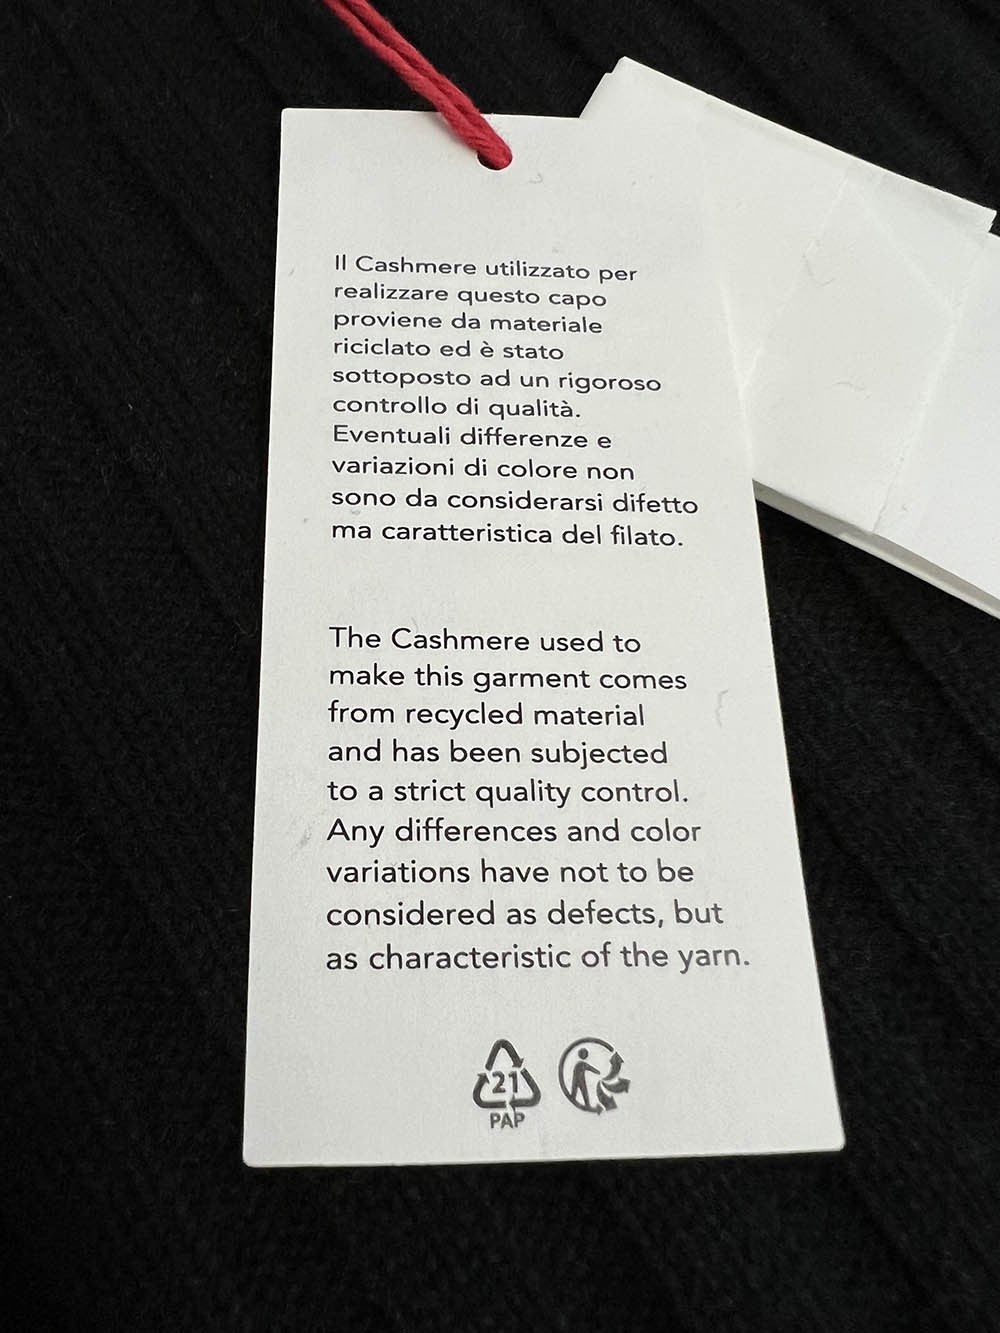 Il Cashmere utilizzato per
realizzare questo capo
proviene da materiale
riciclato ed è stato
sottoposto ad un rigoroso
controllo di qualità.
Eventuali differenze e
variazioni di colore non
sono da considerarsi difetto
ma caratteristica del filato.
The Cashmere used to
make this garment comes
from recycled material
and has been subjected
to a strict quality control.
Any differences and color
variations have not to be
considered as defects, but
as characteristic of the yarn.
21
PAP